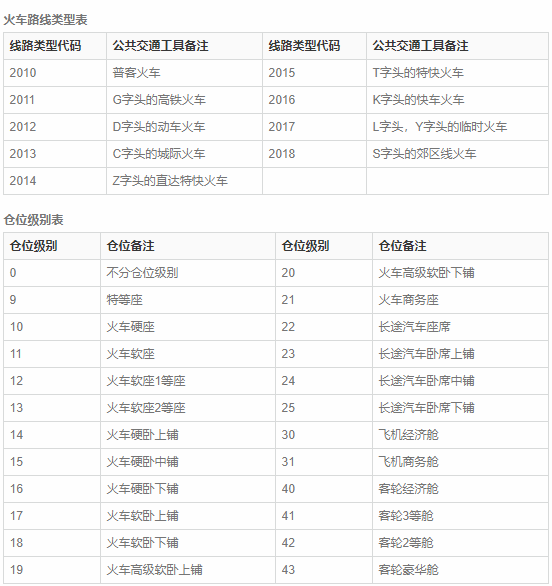 火车路线类型表
线路类型代码 公共交通工具备注 线路类型代码 公共交通工具备注
2010 普客火车 2015 T字头的特快火车
2011 G字头的高铁火车 2016 K字头的快车火车
2012 D字头的动车火车 2017 L字头，Y字头的临时火车
2013 C字头的城际火车 2018 S字头的郊区线火车
2014 Z字头的直达特快火车
仓位级别表
仓位级别 仓位备注 仓位级别 仓位备注
0 不分仓位级别 20 火车高级软卧下铺
9 特等座 21 火车商务座
10 火车硬座 22 长途汽车座席
11 火车软座 23 长途汽车卧席上铺
12 火车软座1等座 24 长途汽车卧席中铺
13 火车软座2等座 25 长途汽车卧席下铺
14 火车硬卧上铺 30 飞机经济舱
15 火车硬卧中铺 31 飞机商务舱
16 火车硬卧下铺 40 客轮经济舱
17 火车软卧上铺 41 客轮3等舱
18 火车软卧下铺 42 客轮2等舱
19 火车高级软卧上铺 43 客轮豪华舱